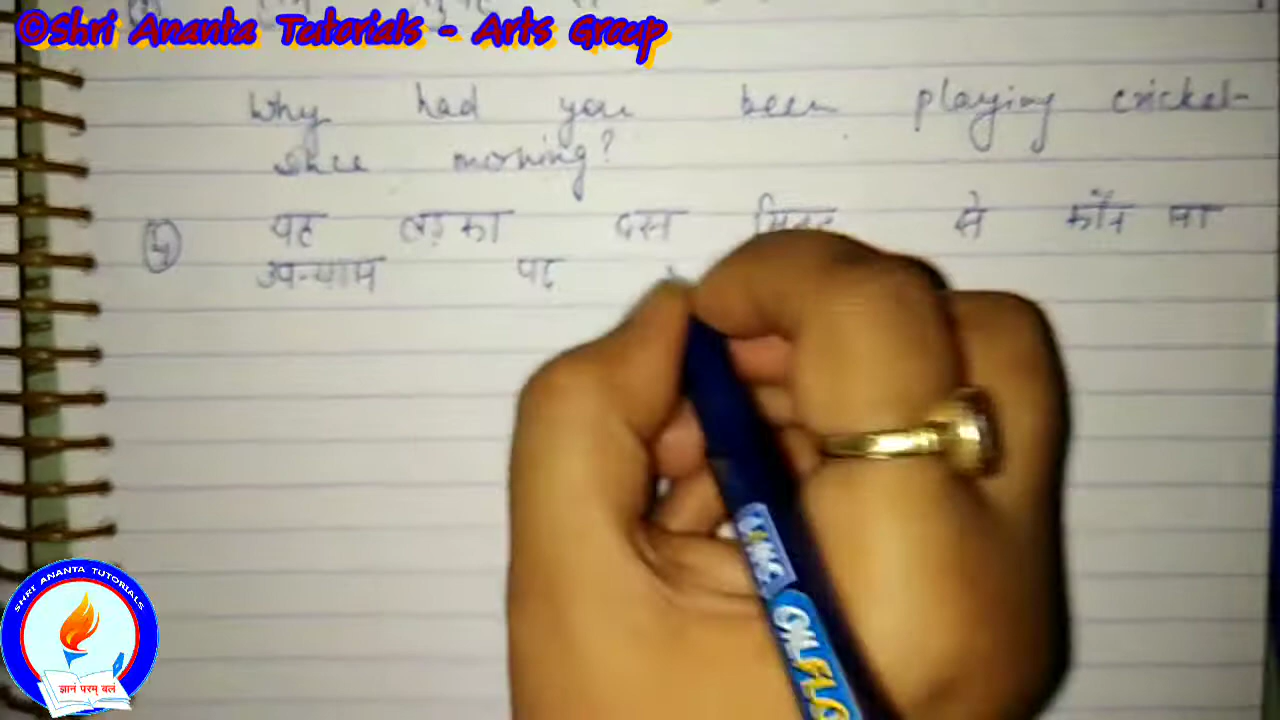 ©Shri Ananta Tutorials - Arts Group
Why had you been playing cricket
since morning?
यह लड़का दस मिनट से कौन सा
उपन्यास पढ़
LINC
SHRI ANANTA TUTORIALS
ज्ञानं परमं बलं